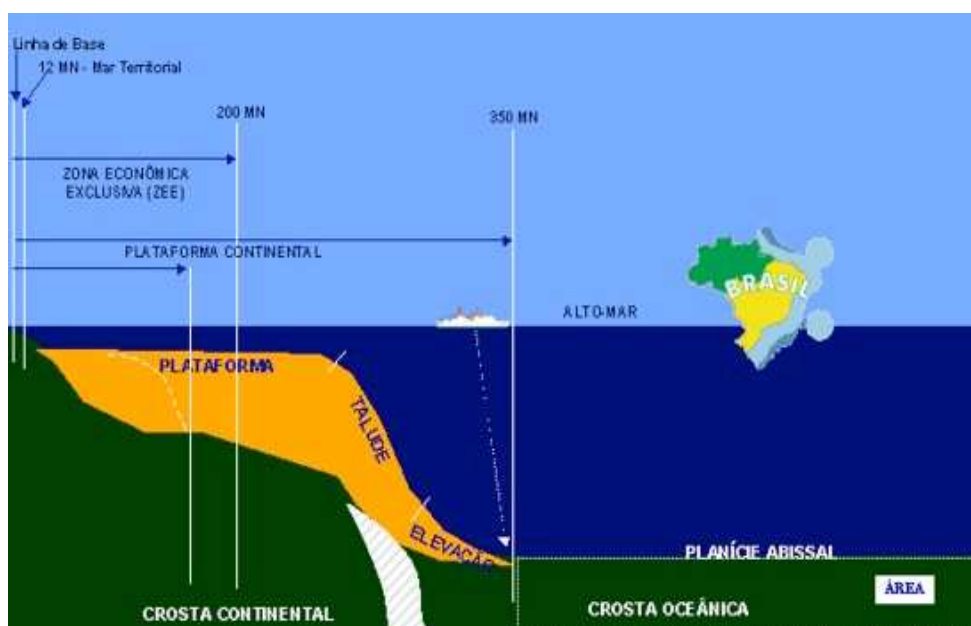 Linha de Base
12 MN - Mar Territorial
200 MN
350 MN
ZONA ECONÔMICA
EXCLUSIVA (ZEE)
PLATAFORMA CONTINENTAL
BRASIL
ALTO-MAR
PLATAFORMA
TALUDE
ELEVAÇÃO
PLANÍCIE ABISSAL
ÁREA
CROSTA CONTINENTAL
CROSTA OCEÂNICA